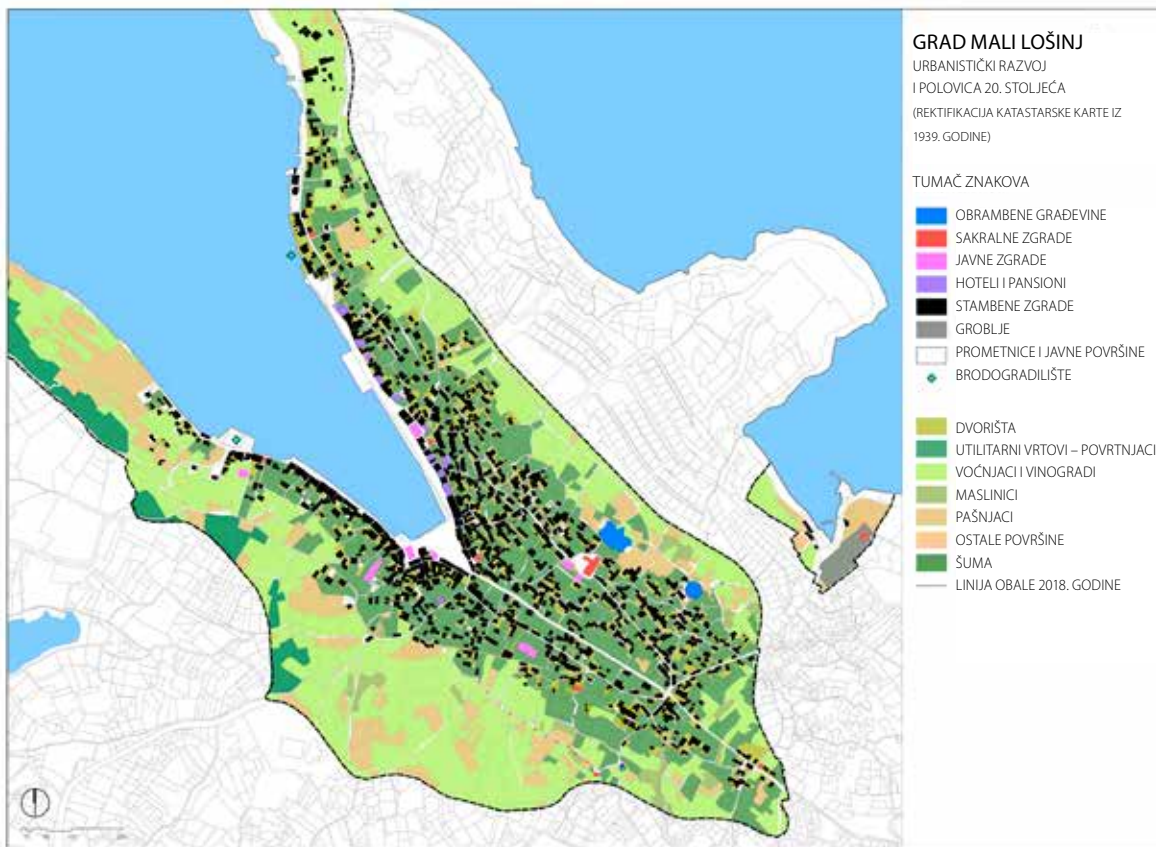 GRAD MALI LOŠINJ
URBANISTIČKI RAZVOJ
I POLOVICA 20. STOLJEĆA
(REKTIFIKACIJA KATASTARSKE KARTE IZ
1939. GODINE)
TUMAČ ZNAKOVA
OBRAMBENE GRAĐEVINE
SAKRALNE ZGRADE
JAVNE ZGRADE
HOTELI I PANSIONI
STAMBENE ZGRADE
GROBLJE
PROMETNICE I JAVNE POVRŠINE
BRODOGRADILIŠTE
DVORIŠTA
UTILITARNI VRTOVI – POVRTNJACI
VOĆNJACI I VINOGRADI
MASLINICI
PAŠNJACI
OSTALE POVRŠINE
ŠUMA
LINIJA OBALE 2018. GODINE